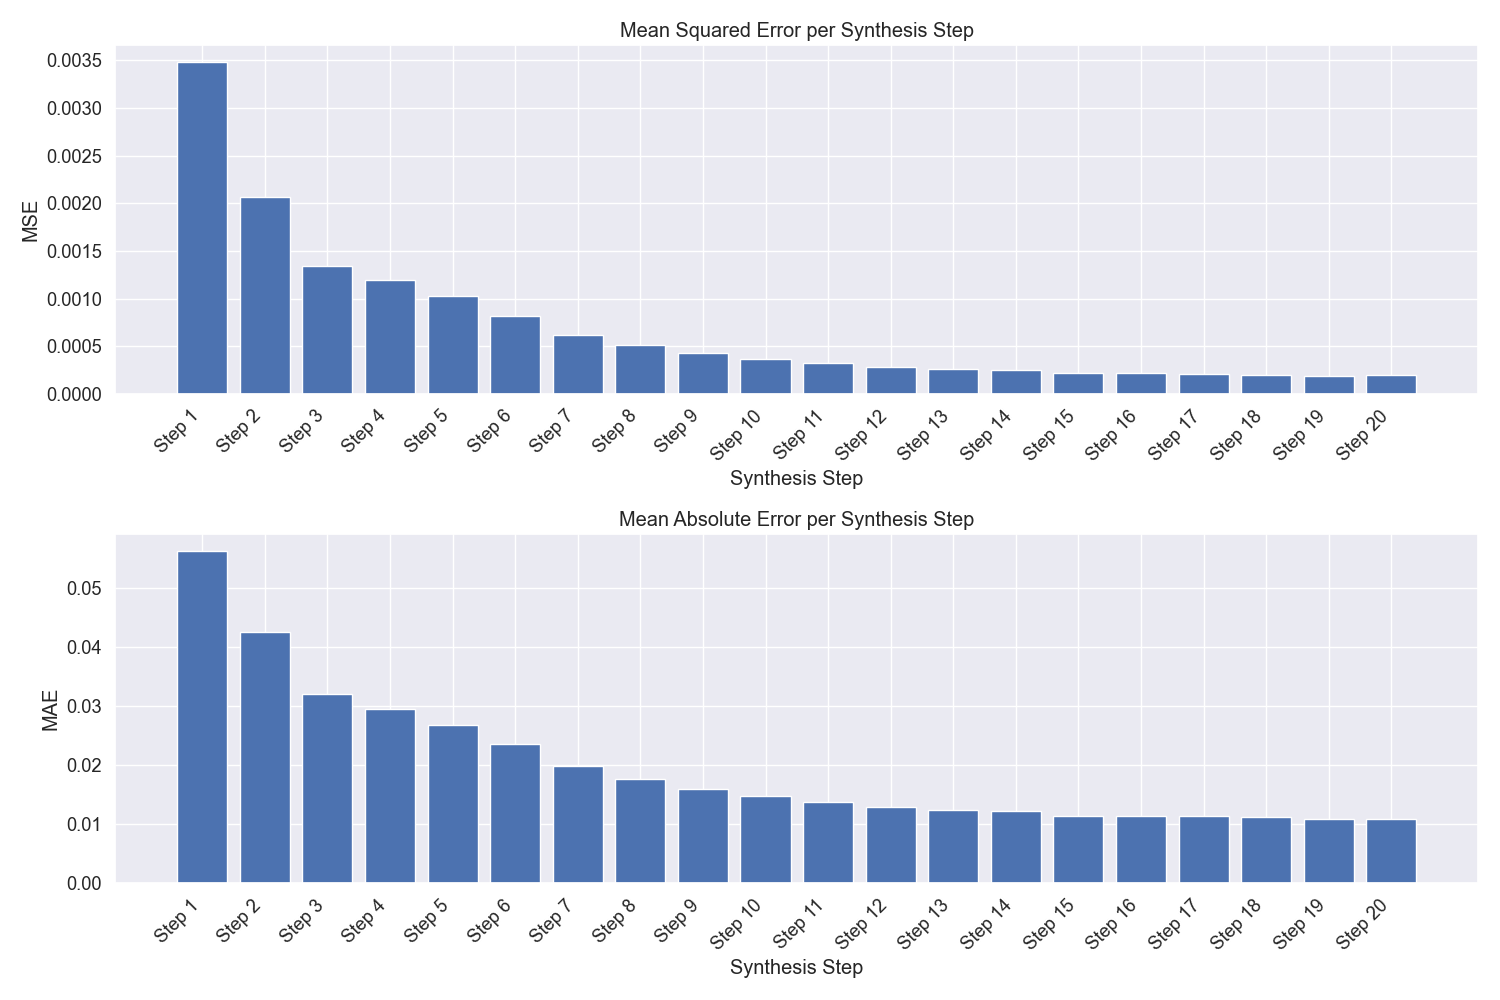 Mean Squared Error per Synthesis Step
MSE
0.0035
0.0030
0.0025
0.0020
0.0015
0.0010
0.0005
0.0000
Step 1
Step 2
Step 3
Step 4
Step 5
Step 6
Step 7
Step 8
Step 9
Step 10
Step 11
Step 12
Step 13
Step 14
Step 15
Step 16
Step 17
Step 18
Step 19
Step 20
Synthesis Step
Mean Absolute Error per Synthesis Step
MAE
0.05
0.04
0.03
0.02
0.01
0.00
Step 1
Step 2
Step 3
Step 4
Step 5
Step 6
Step 7
Step 8
Step 9
Step 10
Step 11
Step 12
Step 13
Step 14
Step 15
Step 16
Step 17
Step 18
Step 19
Step 20
Synthesis Step